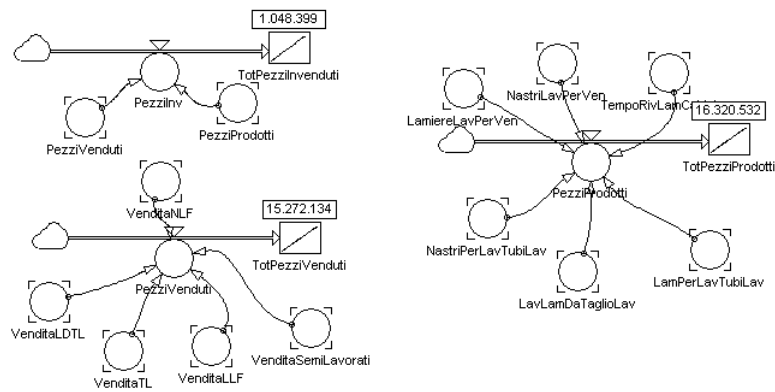 1.048.399
PezziInv
TotPezziInvenduti
PezziVenduti
PezziProdotti
VenditaNLF
15.272.134
PezziVenduti
TotPezziVenduti
VenditaLDTL
VenditaTL
VenditaLLF
VenditaSemiLavorati
LamiereLavPerVen
NastriLavPerVen
16.320.532
PezziProdotti
TotPezziProdotti
NastriPerLavTubiLav
LavLamDaTaglioLav
LamPerLavTubiLav